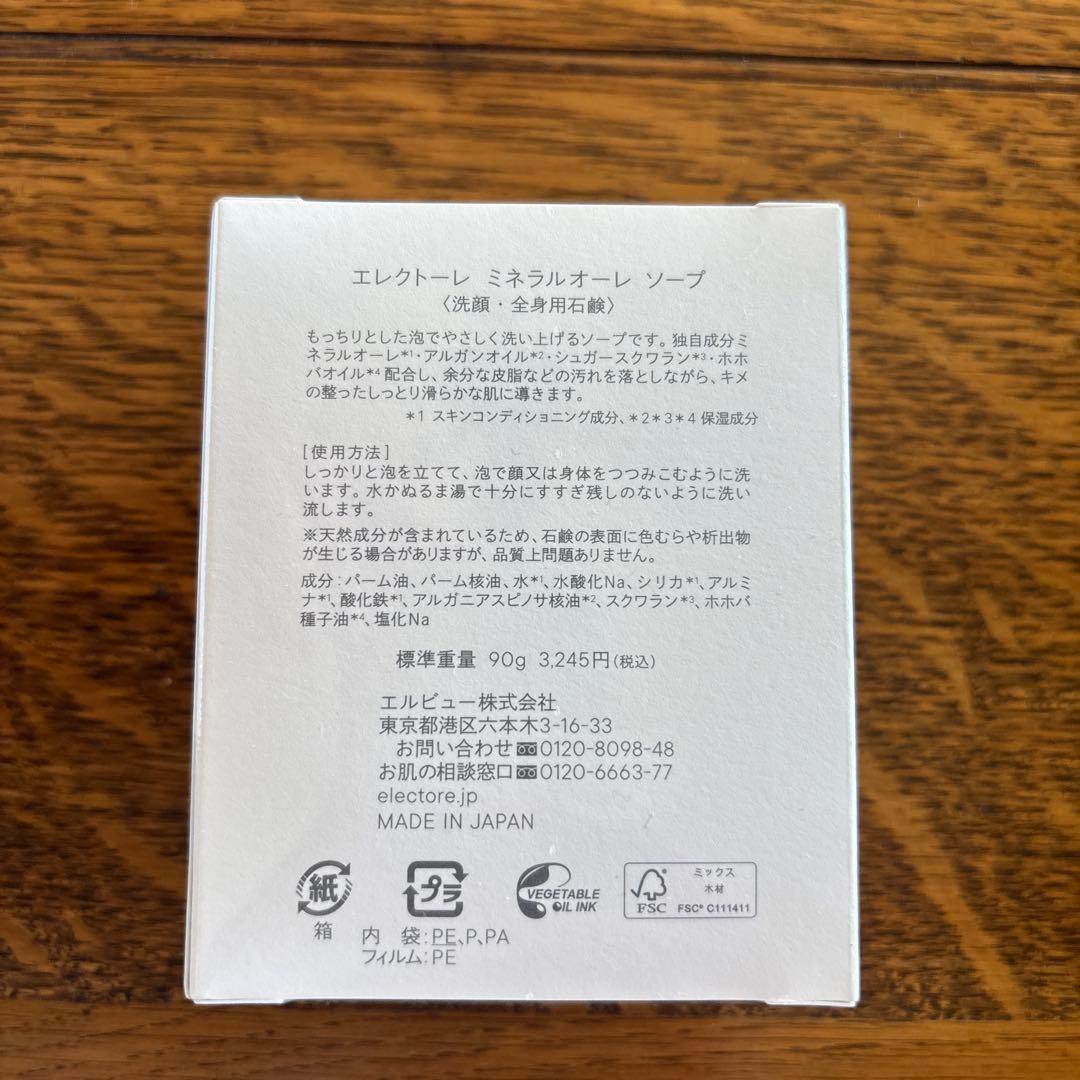 エレクトーレ ミネラルオーレ ソープ
〈洗顔・全身用石鹸〉
もっちりとした泡でやさしく洗い上げるソープです。独自成分ミ
ネラルオーレ*1・アルガンオイル*2・シュガースクワラン*3・ホホ
バオイル*4 配合し、余分な皮脂などの汚れを落としながら、キメ
の整ったしっとり滑らかな肌に導きます。
*1 スキンコンディショニング成分、*2*3*4 保湿成分
[使用方法]
しっかりと泡を立てて、泡で顔又は身体をつつみこむように洗
います。水かぬるま湯で十分にすすぎ残しのないように洗い
流します。
※天然成分が含まれているため、石鹸の表面に色むらや析出物
が生じる場合がありますが、品質上問題ありません。
成分：パーム油、パーム核油、水*1、水酸化Na、シリカ*1、アルミ
ナ*1、酸化鉄*1、アルガニアスピノサ核油*2、スクワラン*3、ホホバ
種子油*4、塩化Na
標準重量 90g 3,245円(税込)
エルビュー株式会社
東京都港区六本木3-16-33
お問い合わせ 0120-8098-48
お肌の相談窓口 0120-6663-77
electore.jp
MADE IN JAPAN
紙
箱
プラ
内 袋:PE、P、PA
フィルム:PE
VEGETABLE
OIL INK
FSC
ミックス
木材
FSC® C111411